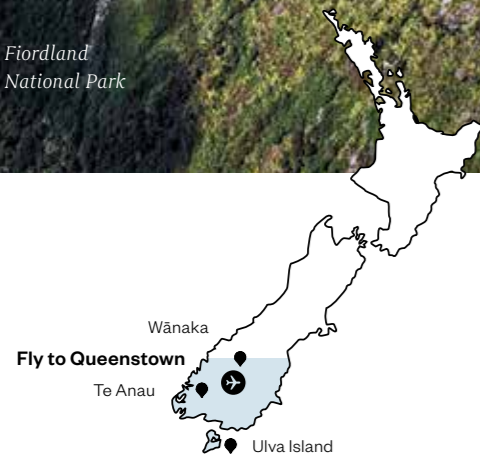 Fiordland
National Park
Wānaka
Fly to Queenstown
Te Anau
Ulva Island